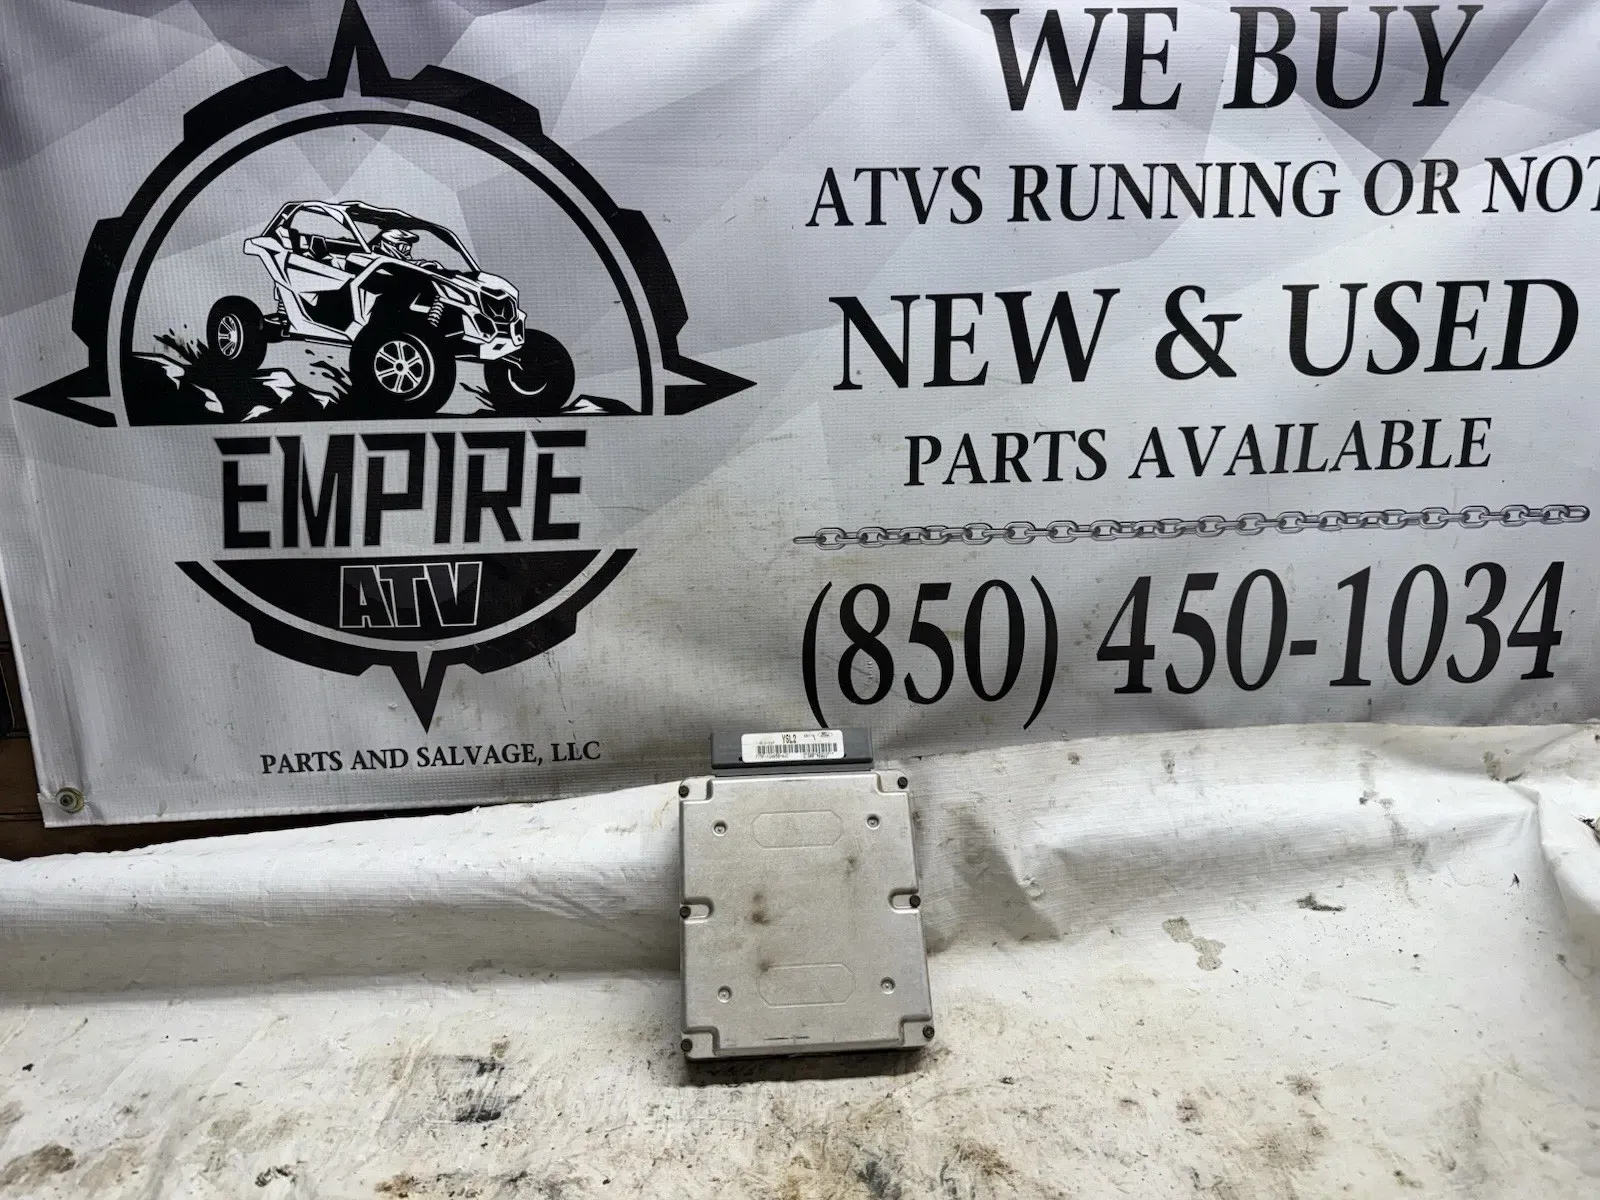 WE BUY
ATVS RUNNING OR NOT
NEW & USED
PARTS AVAILABLE
(850) 450-1034
EMPIRE
ATV
PARTS AND SALVAGE, LLC
YSL2